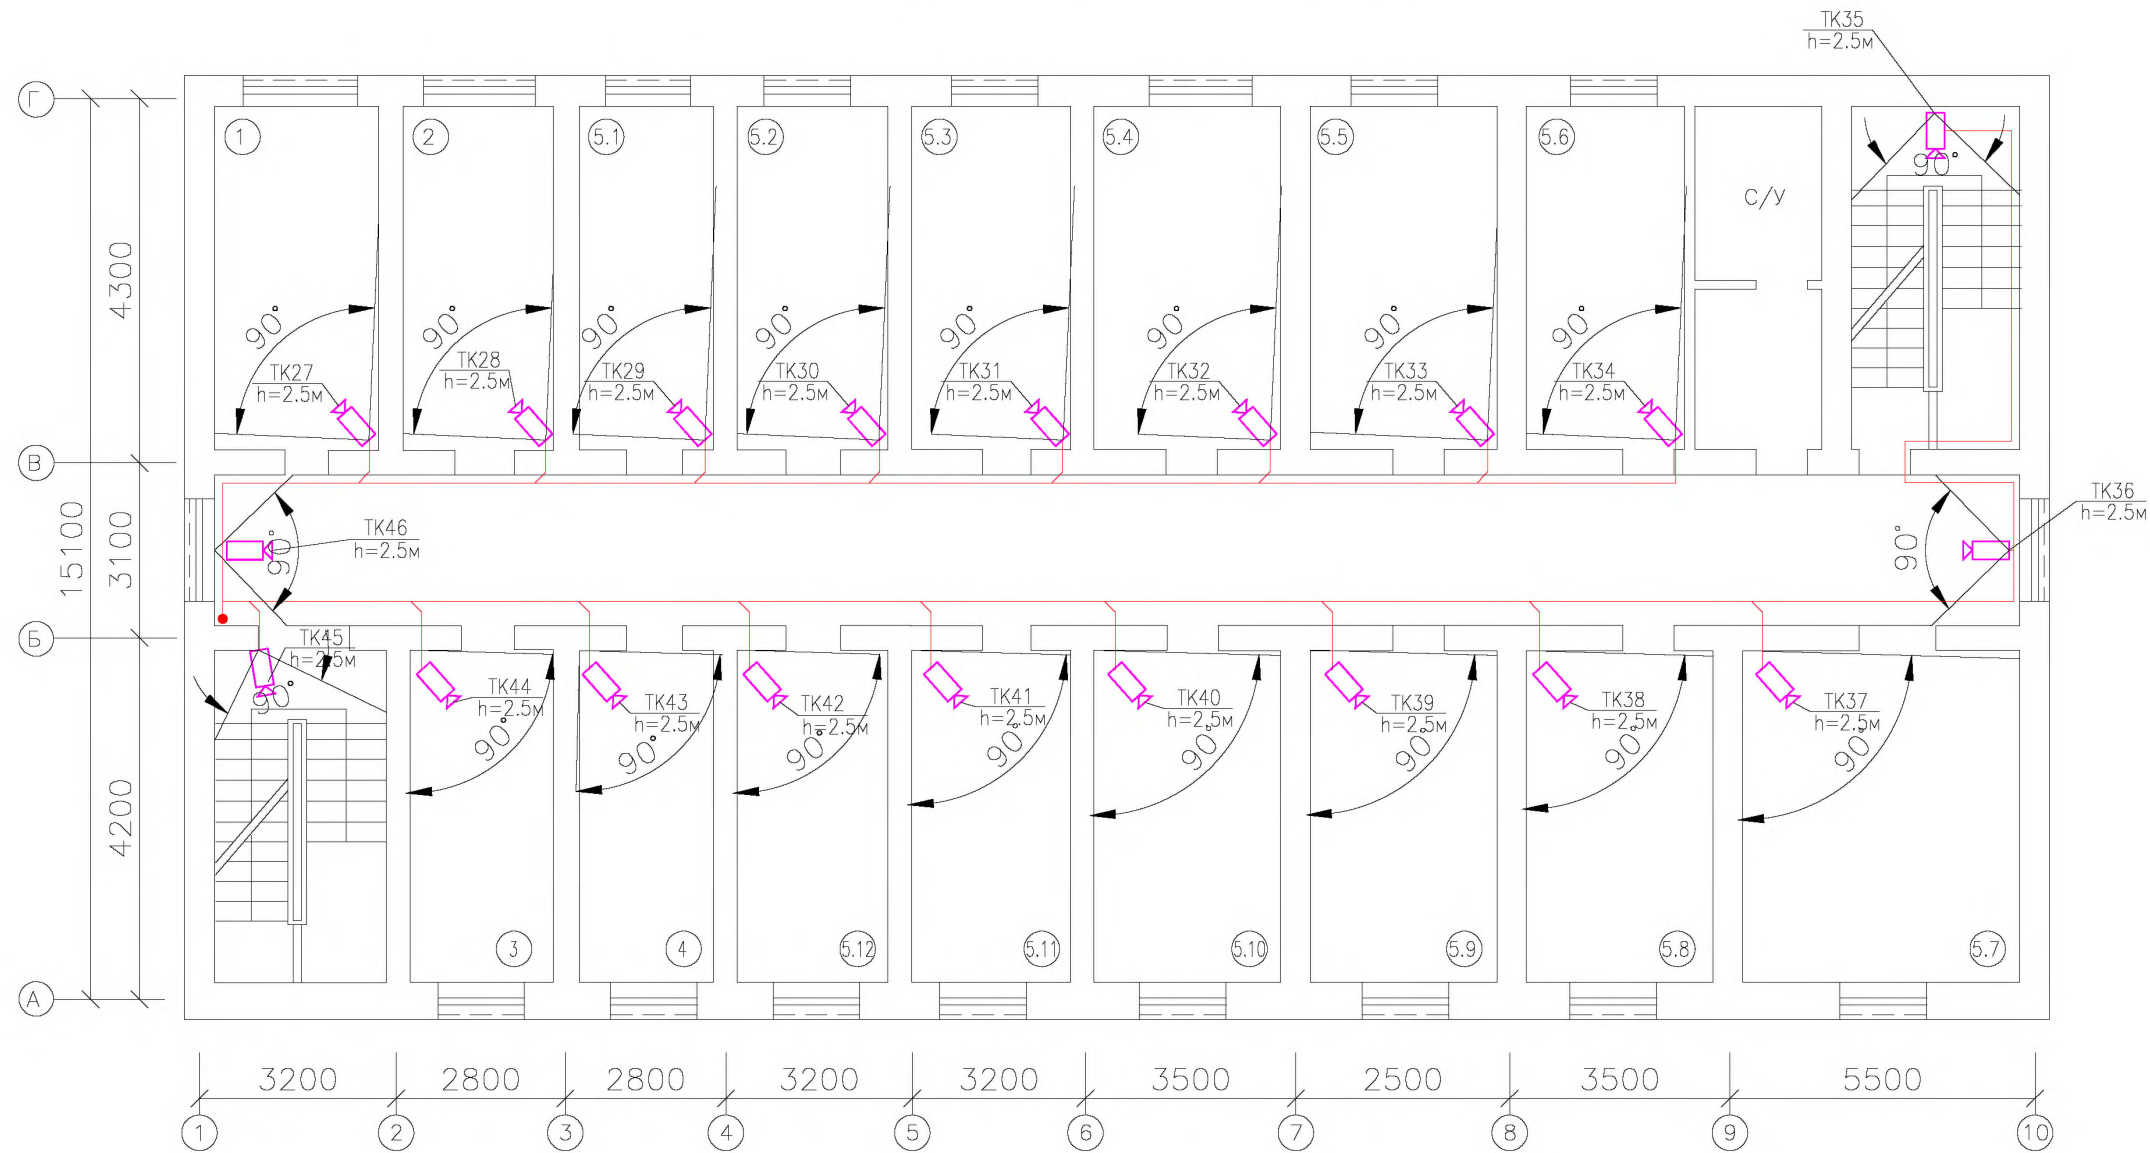 ТК35
h=2.5м
Г
1
2
5.1
5.2
5.3
5.4
5.5
5.6
С/У
90°
4300
90°
90°
90°
90°
90°
90°
90°
90°
ТК27
h=2.5м
ТК28
h=2.5м
ТК29
h=2.5м
ТК30
h=2.5м
ТК31
h=2.5м
ТК32
h=2.5м
ТК33
h=2.5м
ТК34
h=2.5м
В
15100
3100
90°
ТК46
h=2.5м
90°
ТК36
h=2.5м
Б
ТК45
h=2.5м
90°
ТК44
h=2.5м
90°
ТК43
h=2.5м
90°
ТК42
h=2.5м
90°
ТК41
h=2.5м
90°
ТК40
h=2.5м
90°
ТК39
h=2.5м
90°
ТК38
h=2.5м
90°
ТК37
h=2.5м
90°
4200
3
4
5.12
5.11
5.10
5.9
5.8
5.7
А
3200
2800
2800
3200
3200
3500
2500
3500
5500
1
2
3
4
5
6
7
8
9
10